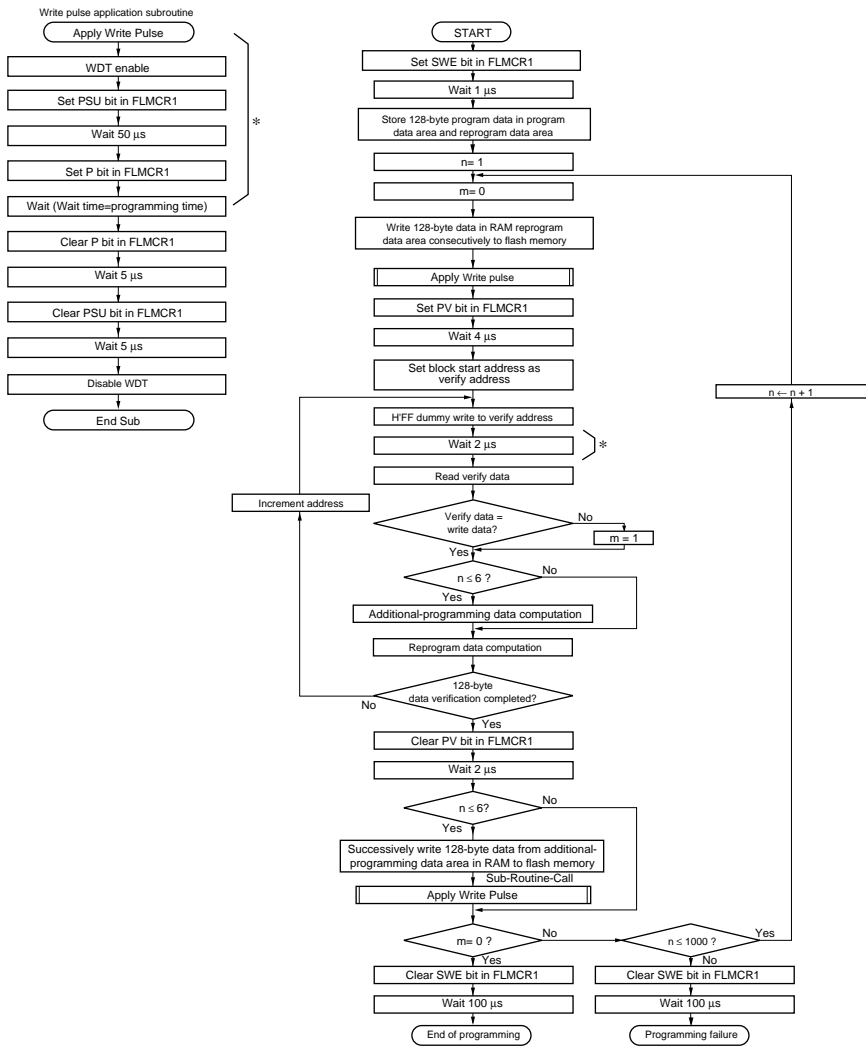 Write pulse application subroutine
Apply Write Pulse
WDT enable
Set PSU bit in FLMCR1
Wait 50 μs
Set P bit in FLMCR1
Wait (Wait time=programming time)
Clear P bit in FLMCR1
Wait 5 μs
Clear PSU bit in FLMCR1
Wait 5 μs
Disable WDT
End Sub
*
START
Set SWE bit in FLMCR1
Wait 1 μs
Store 128-byte program data in program
data area and reprogram data area
n= 1
m= 0
Write 128-byte data in RAM reprogram
data area consecutively to flash memory
Apply Write pulse
Set PV bit in FLMCR1
Wait 4 μs
Set block start address as
verify address
n ← n + 1
H'FF dummy write to verify address
Wait 2 μs
*
Read verify data
Increment address
Verify data =
write data?
No
m = 1
Yes
n ≤ 6 ?
No
Yes
Additional-programming data computation
Reprogram data computation
128-byte
data verification completed?
No
Yes
Clear PV bit in FLMCR1
Wait 2 μs
n ≤ 6?
No
Yes
Successively write 128-byte data from additional-
programming data area in RAM to flash memory
Sub-Routine-Call
Apply Write Pulse
m= 0 ?
No
n ≤ 1000 ?
Yes
Yes
No
Clear SWE bit in FLMCR1
Clear SWE bit in FLMCR1
Wait 100 μs
Wait 100 μs
End of programming
Programming failure